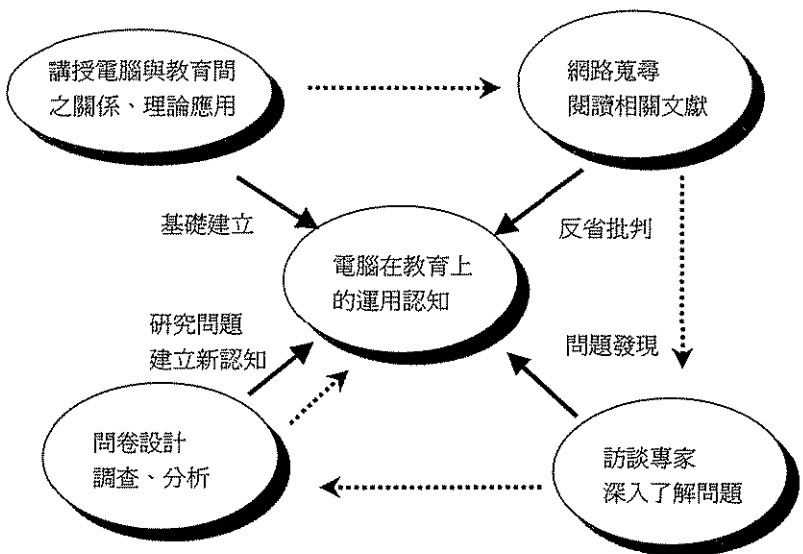 講授電腦與教育間
之關係、理論應用
網路蒐尋
閱讀相關文獻
基礎建立
反省批判
電腦在教育上
的運用認知
研究問題
建立新認知
問題發現
問卷設計
調查、分析
訪談專家
深入了解問題